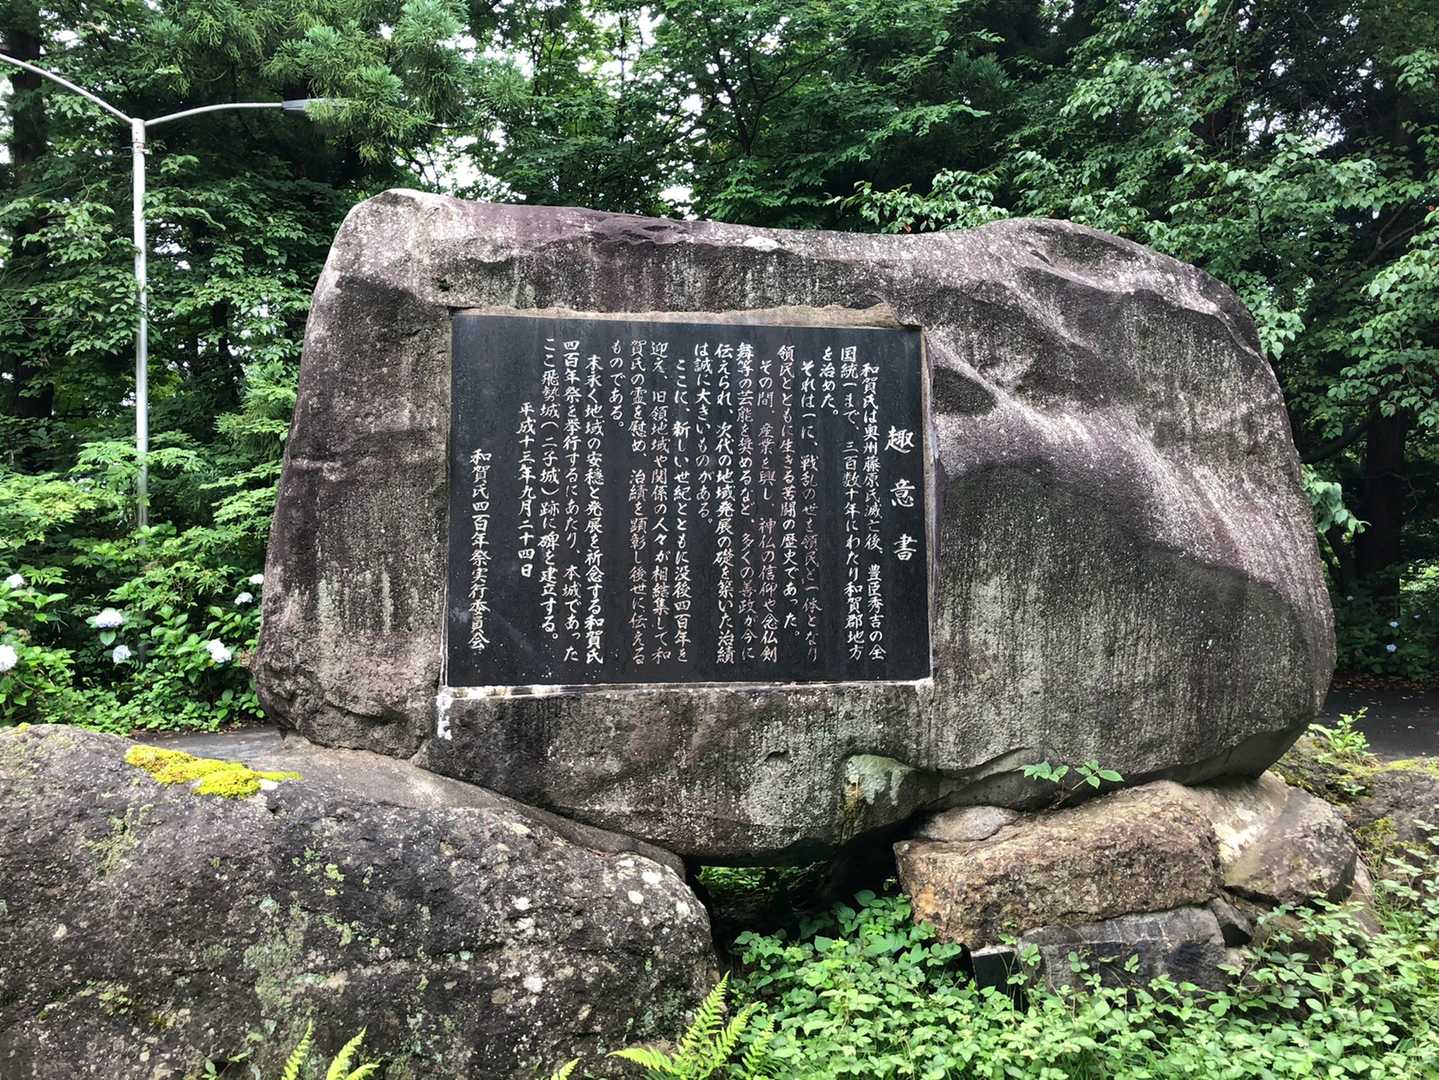 趣意書
和賀氏は奥州藤原氏滅亡後、豊臣秀吉の全
国統一まで、三百数十年にわたり和賀郡地方
を治めた。
それは一に、戦乱の世を領民と一体となり
領民とともに生きる苦闘の歴史であった。
その間、産業を興し、神仏の信仰や念仏剣
舞等の芸能を奨めるなど、多くの善政が今に
伝えられ、次代の地域発展の礎を築いた治績
は誠に大きいものがある。
ここに、新しい世紀とともに没後四百年を
迎え、旧領地域や関係の人々が相結集して和
賀氏の霊を慰め、治績を顕彰し後世に伝える
ものである。
末永く地域の安穏と発展を祈念する和賀氏
四百年祭を挙行するにあたり、本城であった
ここ飛勢城（二子城）跡に碑を建立する。
平成十三年九月二十四日
和賀氏四百年祭実行委員会